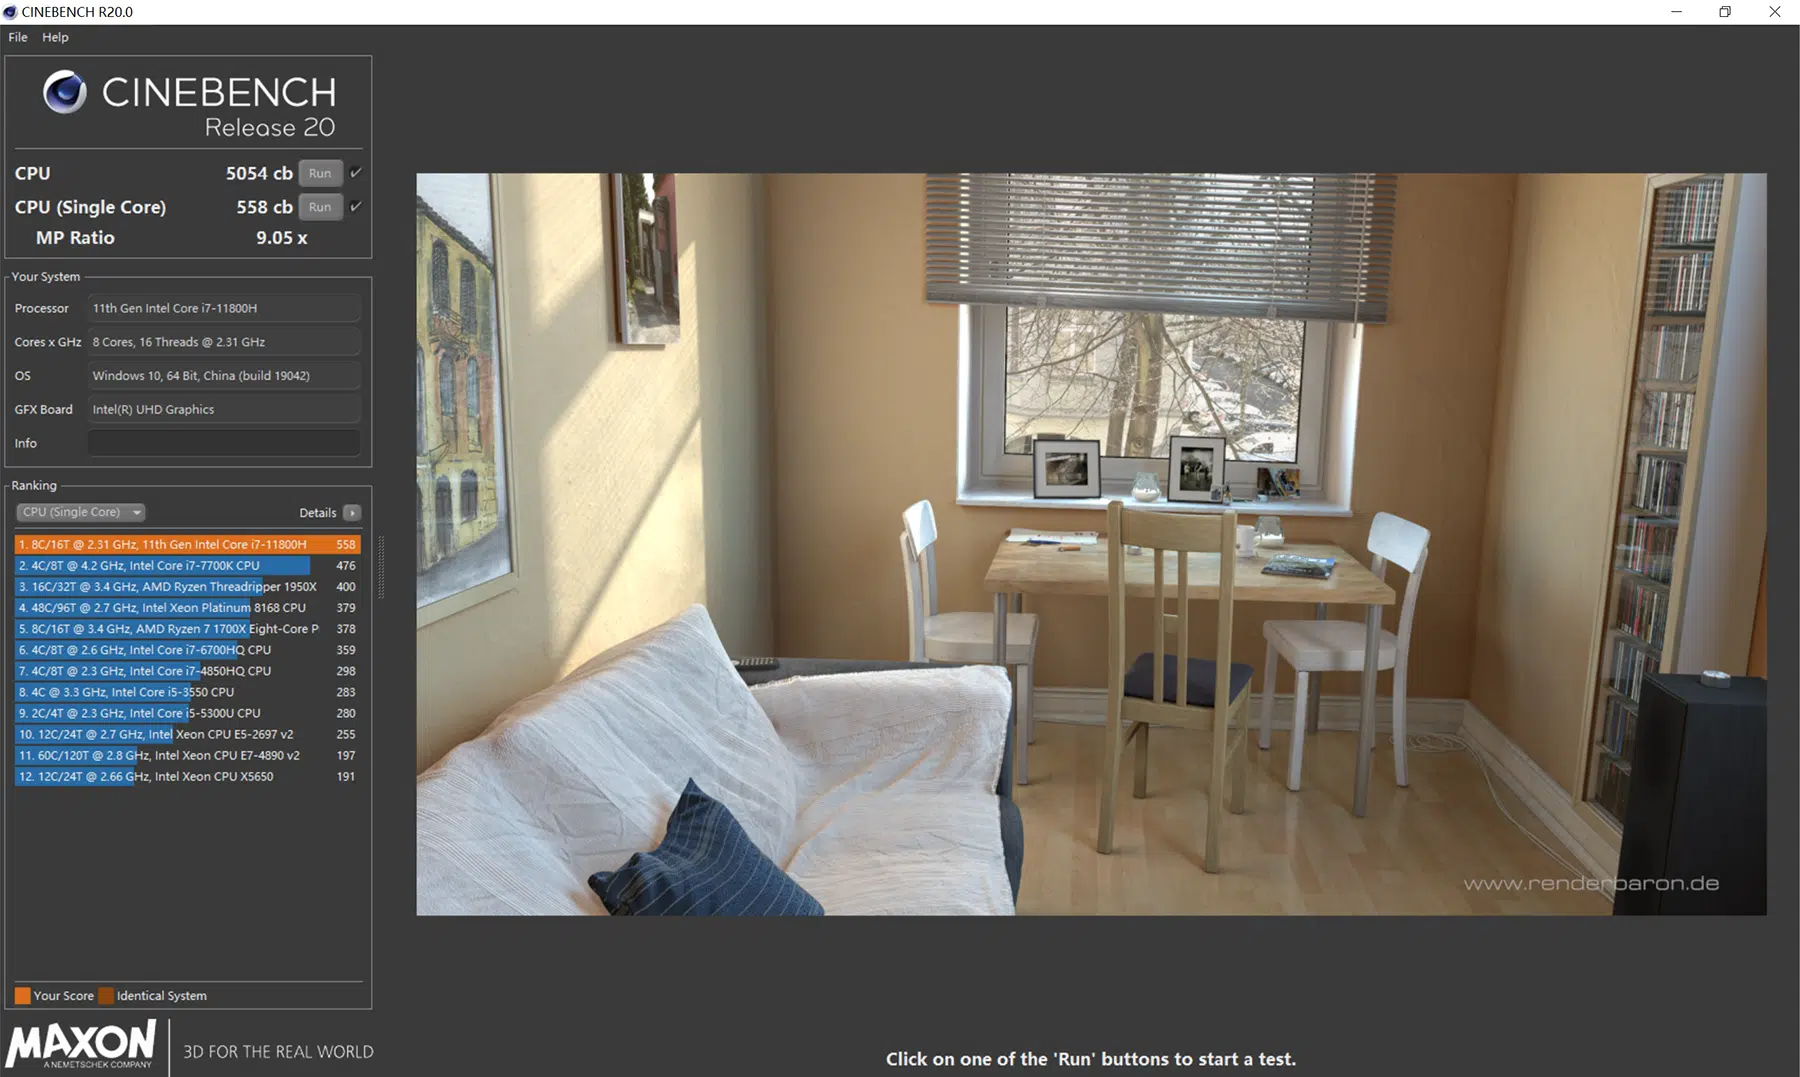 CINEBENCH R20.0
File Help
CINEBENCH
Release 20
CPU 5054 cb Run
CPU (Single Core) 558 cb Run
MP Ratio 9.05 x
Your System
Processor 11th Gen Intel Core i7-11800H
Cores x GHz 8 Cores, 16 Threads @ 2.31 GHz
OS Windows 10, 64 Bit, China (build 19042)
GFX Board Intel(R) UHD Graphics
Info
Ranking
CPU (Single Core) Details
1. 8C/16T @ 2.31 GHz, 11th Gen Intel Core i7-11800H 558
2. 4C/8T @ 4.2 GHz, Intel Core i7-7700K CPU 476
3. 16C/32T @ 3.4 GHz, AMD Ryzen Threadripper 1950X 400
4. 48C/96T @ 2.7 GHz, Intel Xeon Platinum 8168 CPU 379
5. 8C/16T @ 3.4 GHz, AMD Ryzen 7 1700X Eight-Core P 378
6. 4C/8T @ 2.6 GHz, Intel Core i7-6700HQ CPU 359
7. 4C/8T @ 2.3 GHz, Intel Core i7-4850HQ CPU 298
8. 4C @ 3.3 GHz, Intel Core i5-3550 CPU 283
9. 2C/4T @ 2.3 GHz, Intel Core i5-5300U CPU 280
10. 12C/24T @ 2.7 GHz, Intel Xeon CPU E5-2697 v2 255
11. 60C/120T @ 2.8 GHz, Intel Xeon CPU E7-4890 v2 197
12. 12C/24T @ 2.66 GHz, Intel Xeon CPU X5650 191
Your Score Identical System
MAXON
A NEMETSCHEK COMPANY
3D FOR THE REAL WORLD
www.renderbaron.de
Click on one of the 'Run' buttons to start a test.